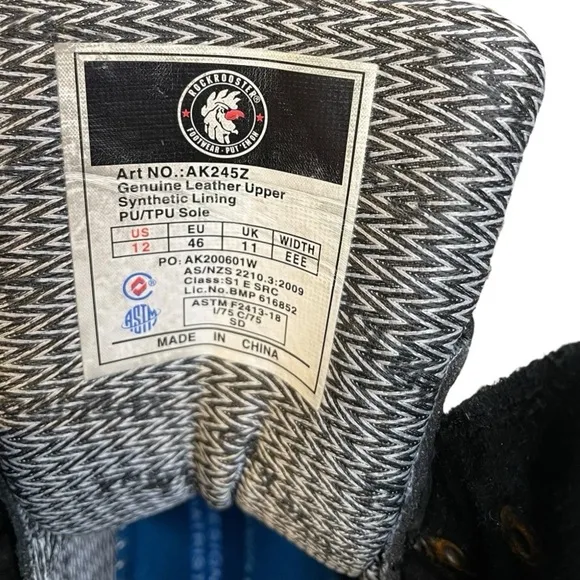 ROCKROOSTER®
FOOTWEAR · PUT'EMON
Art NO.:AK245Z
Genuine Leather Upper
Synthetic Lining
PU/TPU Sole
US EU UK WIDTH
12 46 11 EEE
PO: AK200601W
AS/NZS 2210.3:2009
Class:S1 E SRC
Lic.No.BMP 616852
ASTM
ASTM F2413-18
I/75 C/75
SD
MADE IN CHINA